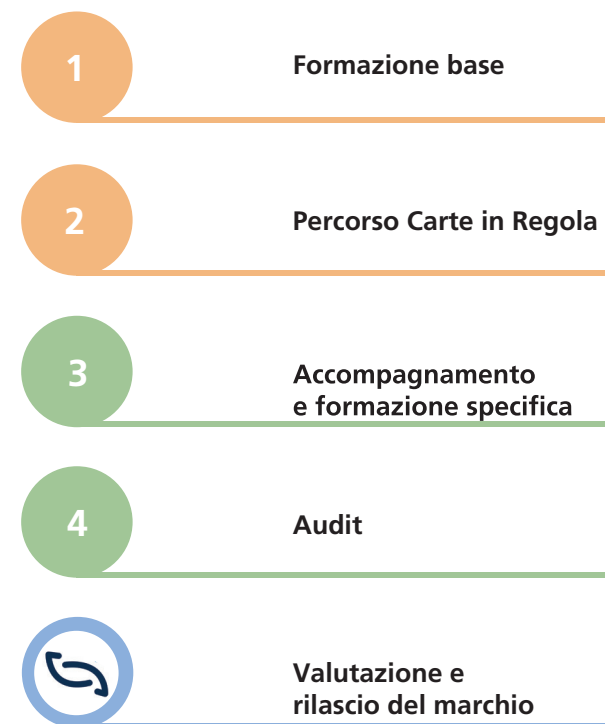 1
Formazione base
2
Percorso Carte in Regola
3
Accompagnamento
e formazione specifica
4
Audit
Valutazione e
rilascio del marchio